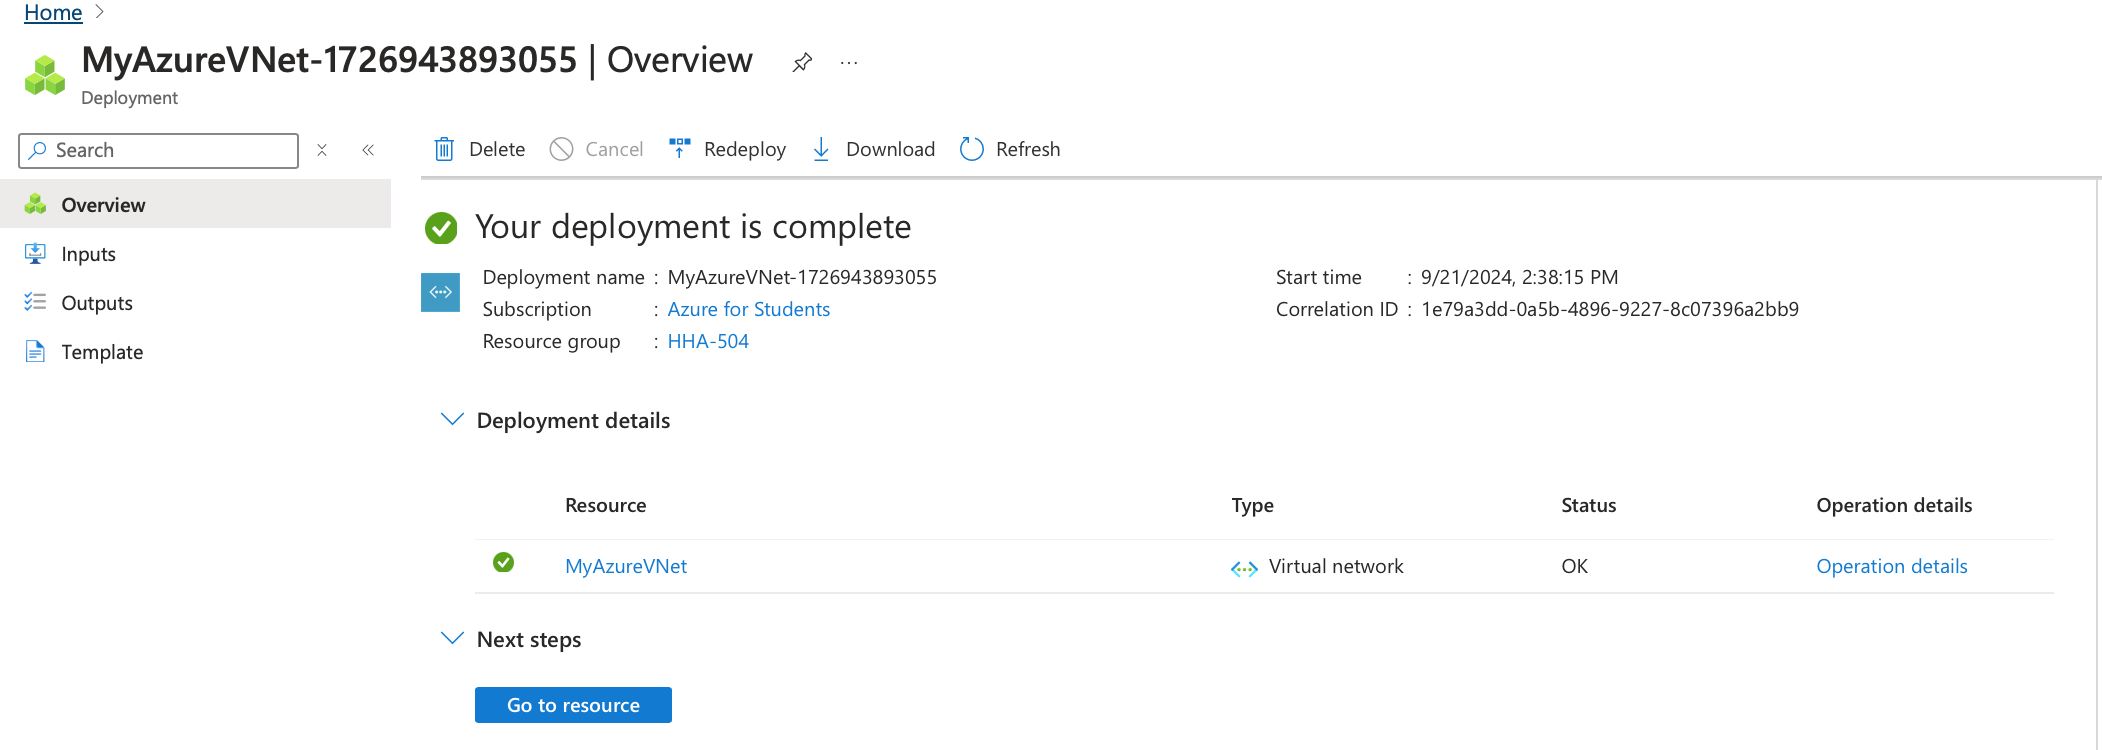 Home
MyAzureVNet-1726943893055 | Overview
Deployment
Search
Delete Cancel Redeploy Download Refresh
Overview
Inputs
Outputs
Template
Your deployment is complete
Deployment name : MyAzureVNet-1726943893055
Subscription : Azure for Students
Resource group : HHA-504
Start time : 9/21/2024, 2:38:15 PM
Correlation ID : 1e79a3dd-0a5b-4896-9227-8c07396a2bb9
Deployment details
Resource Type Status Operation details
MyAzureVNet Virtual network OK Operation details
Next steps
Go to resource